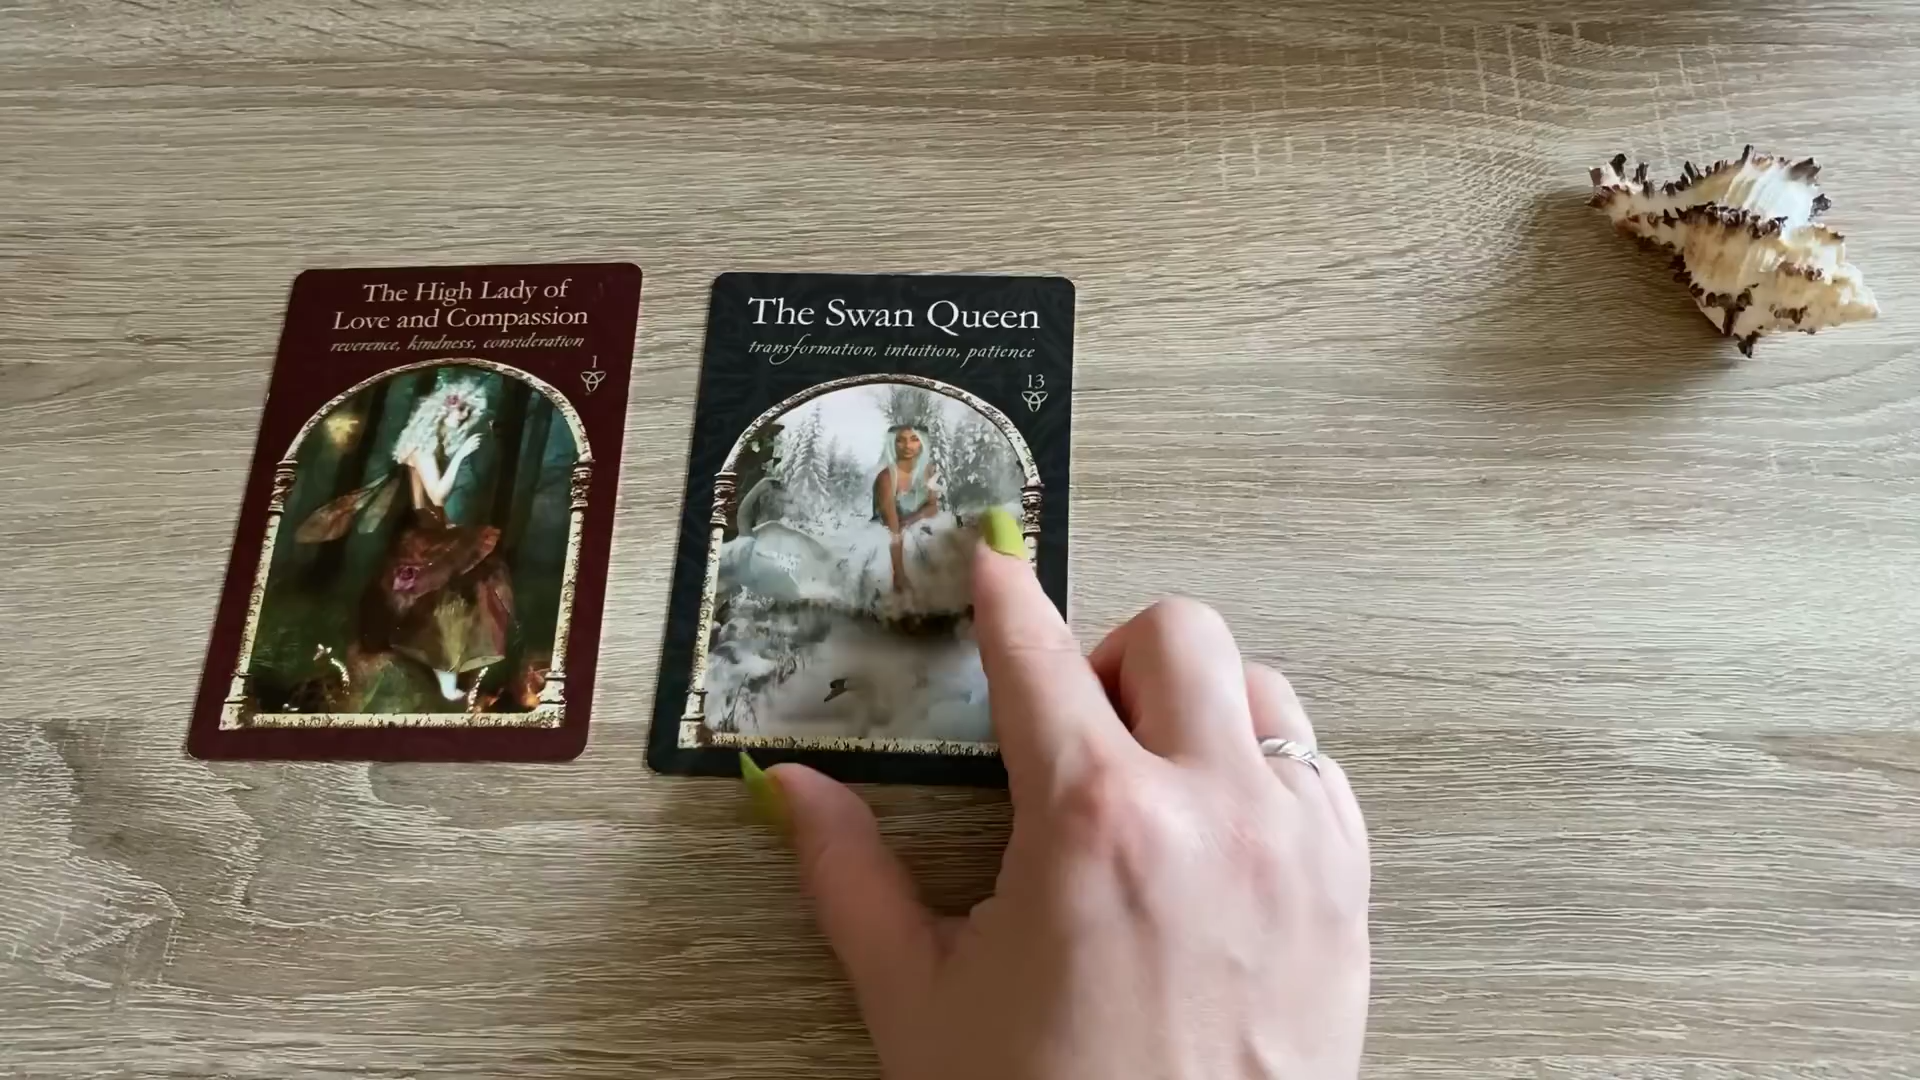 The High Lady of
Love and Compassion
reverence, kindness, consideration
1
The Swan Queen
transformation, intuition, patience
13